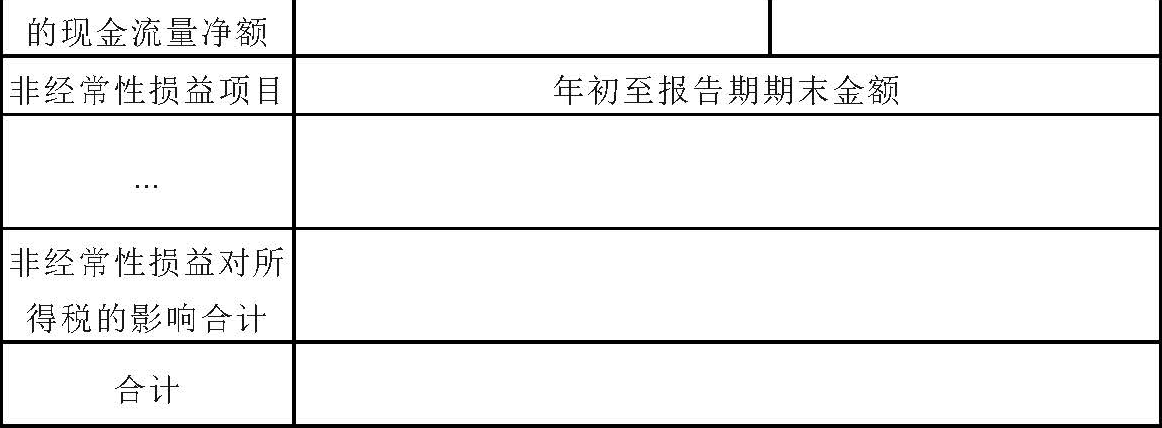 的现金流量净额
非经常性损益项目 年初至报告期期末金额
...
非经常性损益对所
得税的影响合计
合计